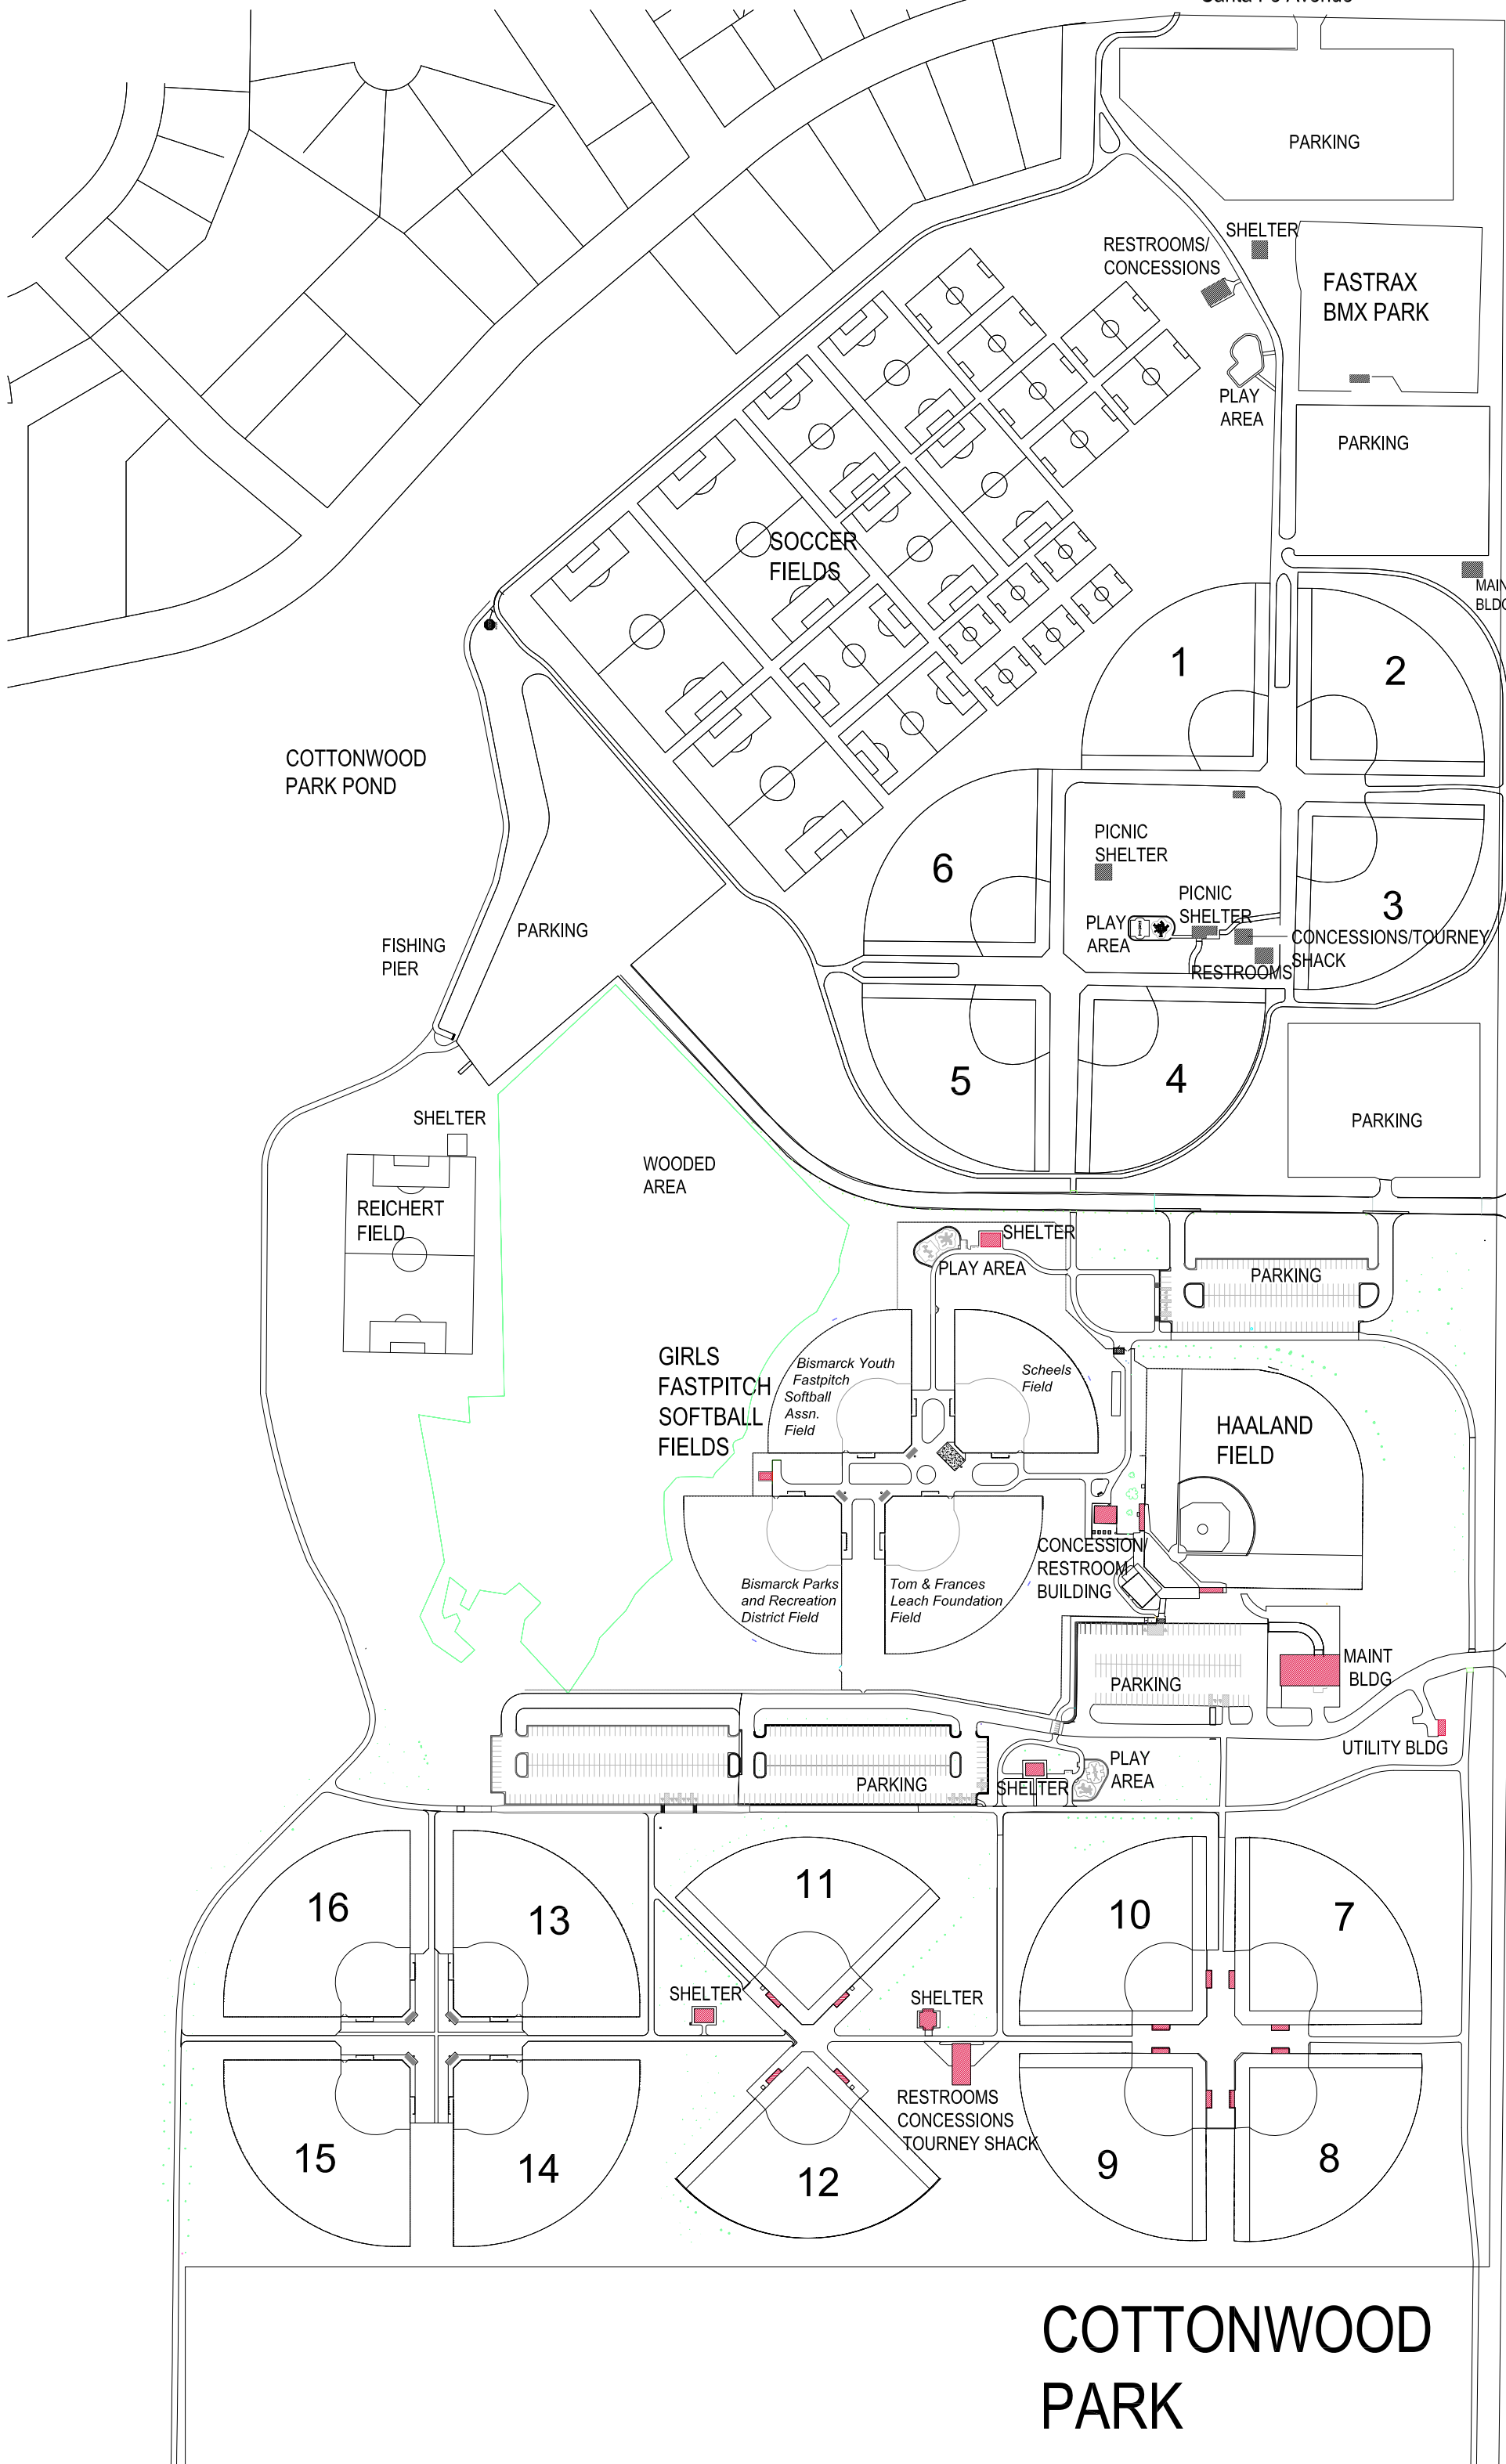 PARKING
SHELTER
RESTROOMS/
CONCESSIONS
FASTRAX
BMX PARK
PLAY
AREA
PARKING
SOCCER
FIELDS
1
2
COTTONWOOD
PARK POND
PICNIC
SHELTER
6
PICNIC
SHELTER
3
PLAY
AREA
CONCESSIONS/TOURNEY
SHACK
RESTROOMS
PARKING
FISHING
PIER
5
4
SHELTER
PARKING
WOODED
AREA
REICHERT
FIELD
SHELTER
PLAY AREA
PARKING
GIRLS
FASTPITCH
SOFTBALL
FIELDS
Bismarck Youth
Fastpitch
Softball
Assn.
Field
Scheels
Field
HAALAND
FIELD
CONCESSION/
RESTROOM
BUILDING
Bismarck Parks
and Recreation
District Field
Tom & Frances
Leach Foundation
Field
MAINT
BLDG
PARKING
UTILITY BLDG
PARKING
SHELTER
PLAY
AREA
16
13
11
10
7
SHELTER
SHELTER
RESTROOMS
CONCESSIONS
TOURNEY SHACK
15
14
12
9
8
COTTONWOOD
PARK